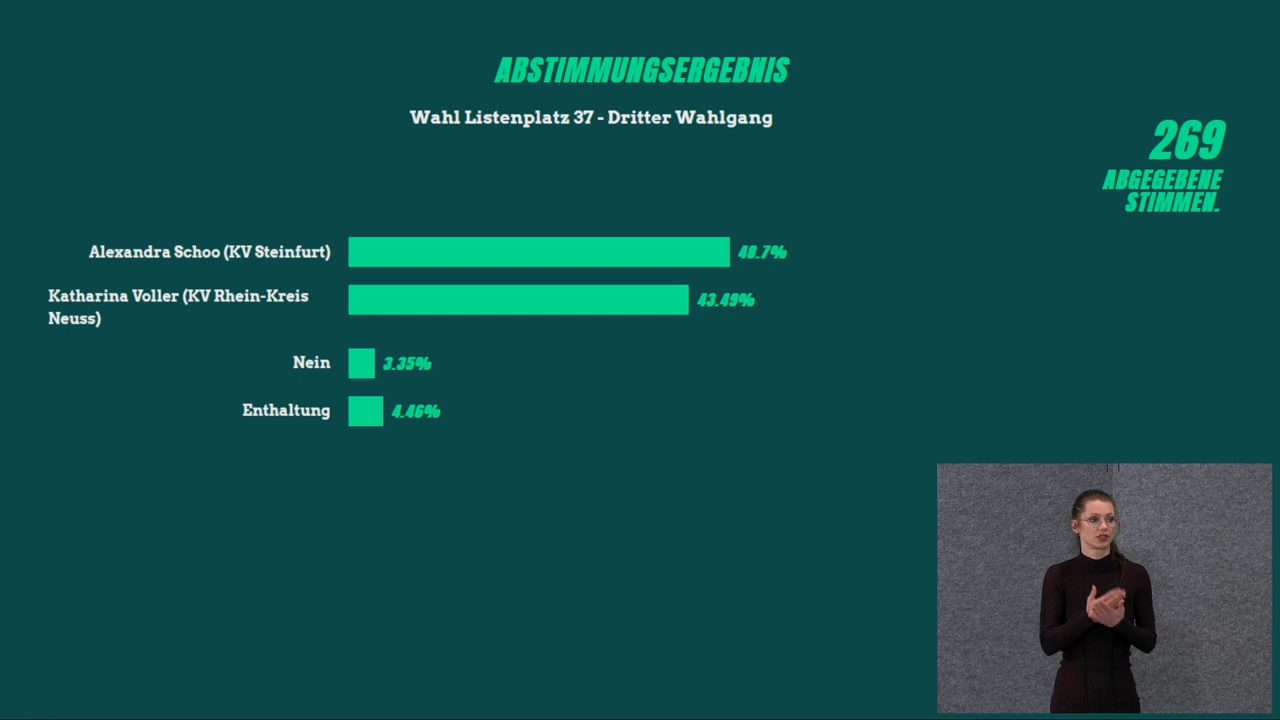 ABSTIMMUNGSERGEBNIS
Wahl Listenplatz 37 - Dritter Wahlgang
269
ABGEGEBENE
STIMMEN.
Alexandra Schoo (KV Steinfurt)
48.7%
Katharina Voller (KV Rhein-Kreis
Neuss)
43.49%
Nein
3.35%
Enthaltung
4.46%